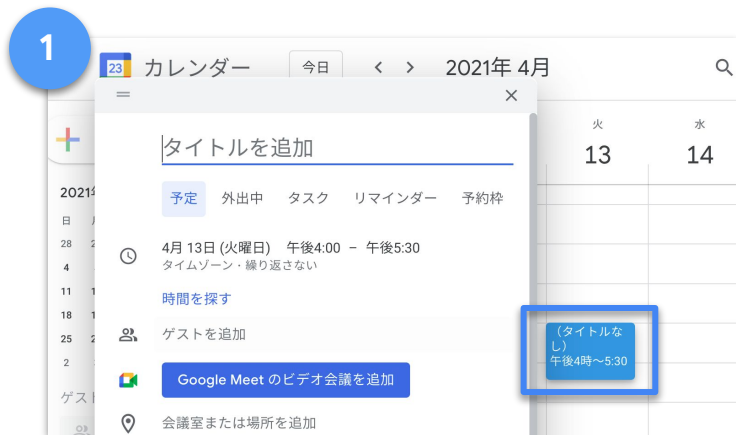 1
23 カレンダー 今日 2021年 4月
火 水
13 14
タイトルを追加
予定 外出中 タスク リマインダー 予約枠
日
28
4
11
18
25
2
4月 13日 (火曜日) 午後4:00 – 午後5:30
タイムゾーン・繰り返さない
時間を探す
ゲストを追加
Google Meet のビデオ会議を追加
会議室または場所を追加
(タイトルな
し)
午後4時～5:30